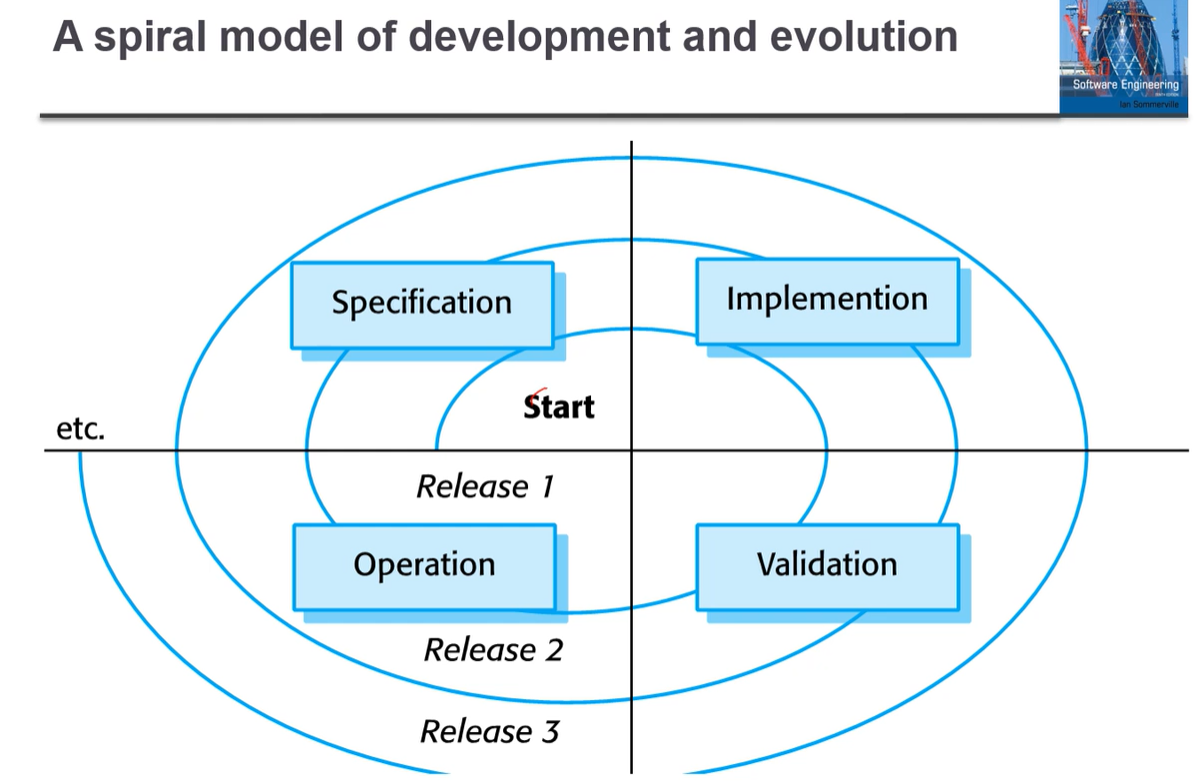 A spiral model of development and evolution
Software Engineering
Ian Sommerville
Specification
Implemention
Start
etc.
Release 1
Operation
Validation
Release 2
Release 3